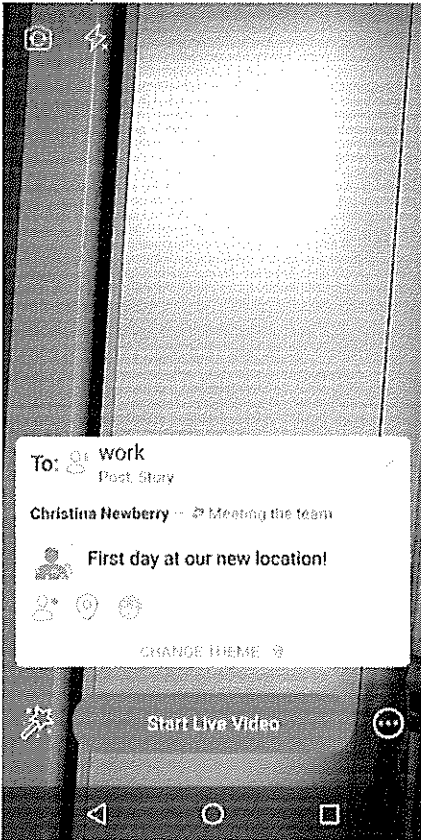 To: work
Post, Story
Christina Newberry — Meeting the team
First day at our new location!
CHANGE THEME
Start Live Video